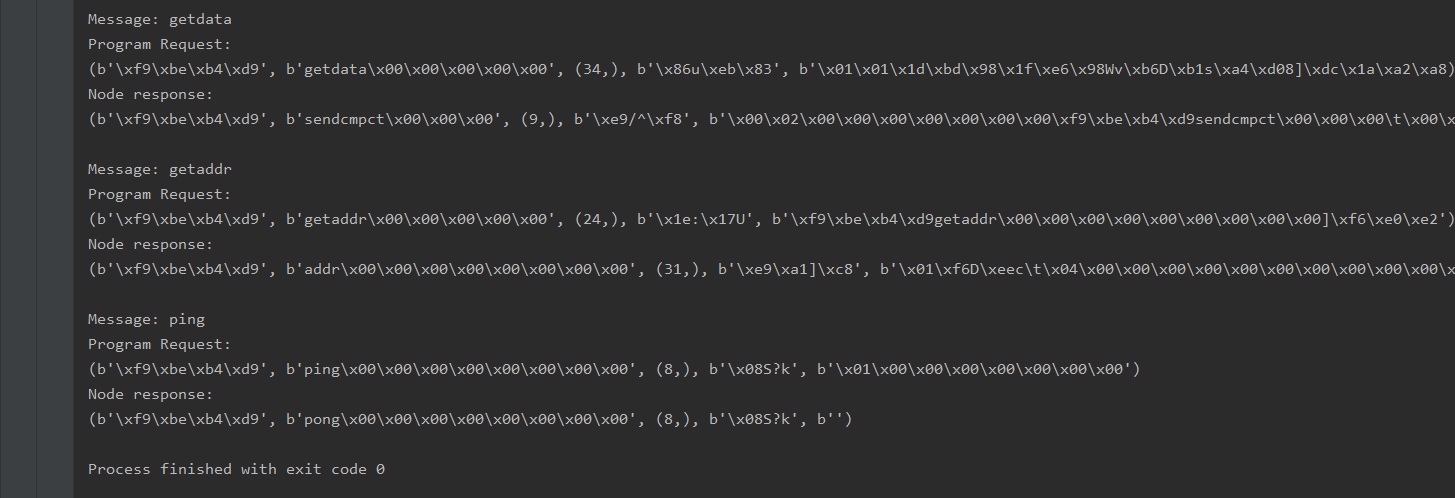 Message: getdata
Program Request:
(b'\xf9\xbe\xb4\xd9', b'getdata\x00\x00\x00\x00\x00', (34,), b'\x86u\xeb\x83', b'\x01\x01\x1d\xbd\x98\x1f\xe6\x98Wv\xb6D\xb1s\xa4\xd08]\xdc\x1a\xa2\xa8)
Node response:
(b'\xf9\xbe\xb4\xd9', b'sendcmpct\x00\x00\x00', (9,), b'\xe9/^\xf8', b'\x00\x02\x00\x00\x00\x00\x00\x00\x00\xf9\xbe\xb4\xd9sendcmpct\x00\x00\x00\t\x00\x
Message: getaddr
Program Request:
(b'\xf9\xbe\xb4\xd9', b'getaddr\x00\x00\x00\x00\x00', (24,), b'\x1e:\x17U', b'\xf9\xbe\xb4\xd9getaddr\x00\x00\x00\x00\x00\x00\x00\x00\x00]\xf6\xe0\xe2')
Node response:
(b'\xf9\xbe\xb4\xd9', b'addr\x00\x00\x00\x00\x00\x00\x00\x00', (31,), b'\xe9\xa1]\xc8', b'\x01\xf6D\xeec\t\x04\x00\x00\x00\x00\x00\x00\x00\x00\x00\x00\x00\x
Message: ping
Program Request:
(b'\xf9\xbe\xb4\xd9', b'ping\x00\x00\x00\x00\x00\x00\x00\x00', (8,), b'\x08S?k', b'\x01\x00\x00\x00\x00\x00\x00\x00')
Node response:
(b'\xf9\xbe\xb4\xd9', b'pong\x00\x00\x00\x00\x00\x00\x00\x00', (8,), b'\x08S?k', b'')
Process finished with exit code 0